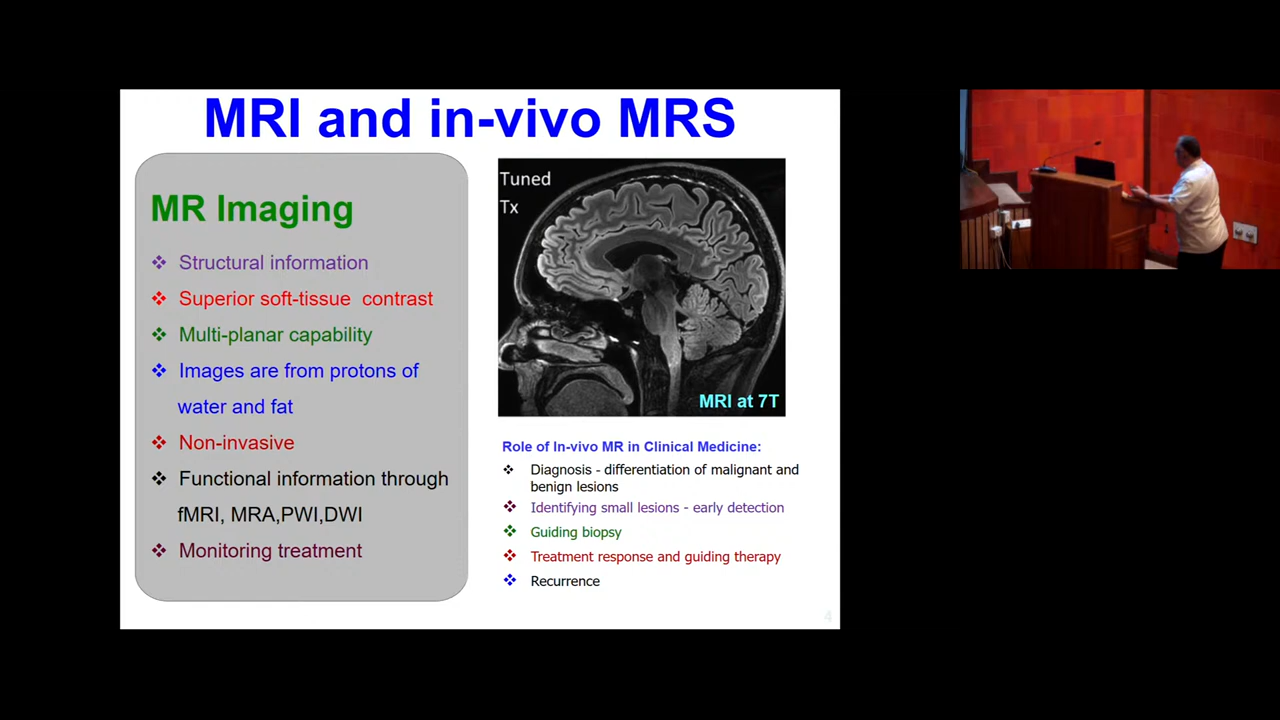 MRI and in-vivo MRS
MR Imaging
Structural information
Superior soft-tissue contrast
Multi-planar capability
Images are from protons of
water and fat
Non-invasive
Functional information through
fMRI, MRA,PWI,DWI
Monitoring treatment
Tuned
Tx
MRI at 7T
Role of In-vivo MR in Clinical Medicine:
Diagnosis - differentiation of malignant and
benign lesions
Identifying small lesions - early detection
Guiding biopsy
Treatment response and guiding therapy
Recurrence
4